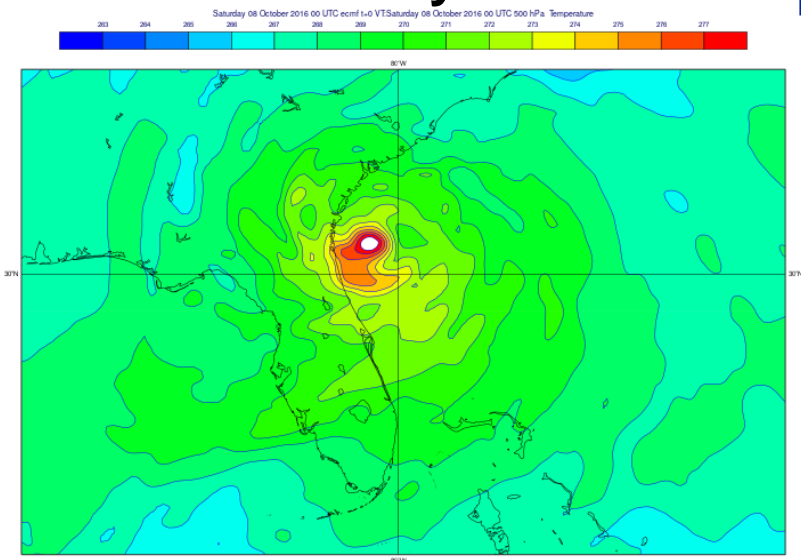 y
Saturday 08 October 2016 00 UTC ecmf t=0 VT:Saturday 08 October 2016 00 UTC 500 hPa Temperature
263 264 265 266 267 268 269 270 271 272 273 274 275 276 277
80°W
30°N 30°N
80°W